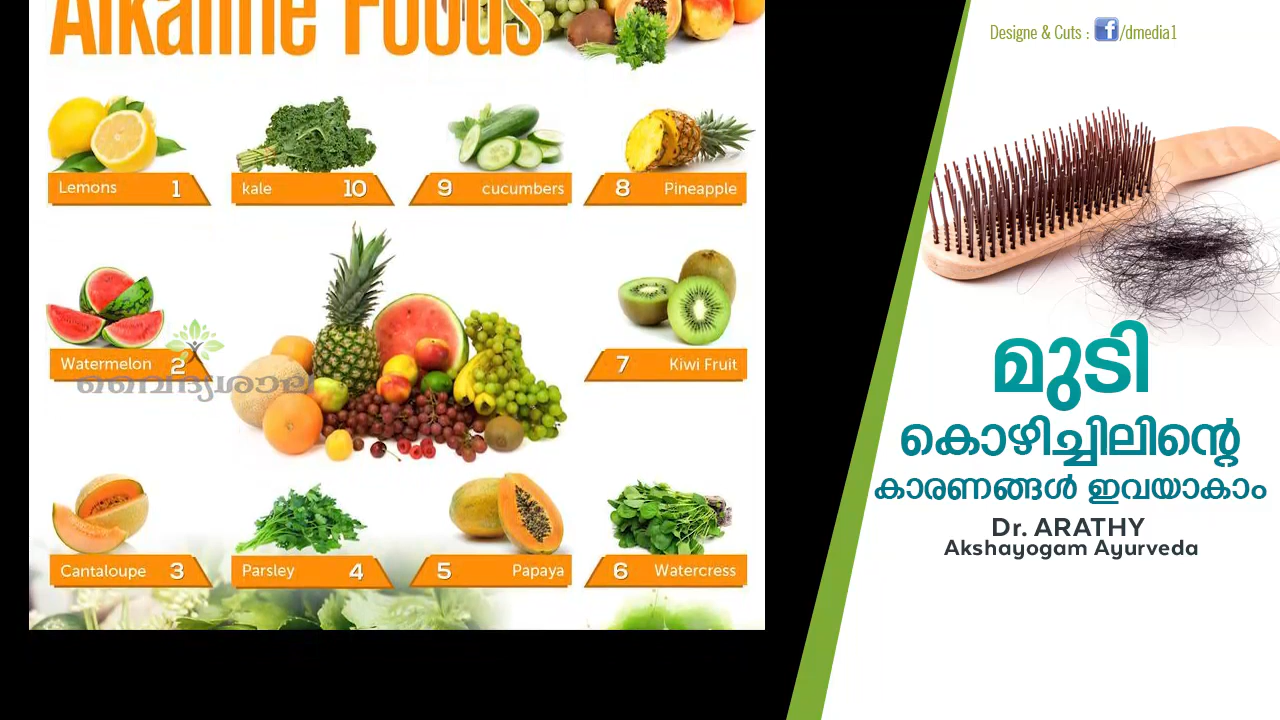 Alkaline Foods
Lemons 1
kale 10
9 cucumbers
8 Pineapple
Watermelon 2
7 Kiwi Fruit
വൈദ്യശാല
Cantaloupe 3
Parsley 4
5 Papaya
6 Watercress
Designe & Cuts : f/dmedia1
മുടി
കൊഴിച്ചിലിന്റെ
കാരണങ്ങൾ ഇവയാകാം
Dr. ARATHY
Akshayogam Ayurveda